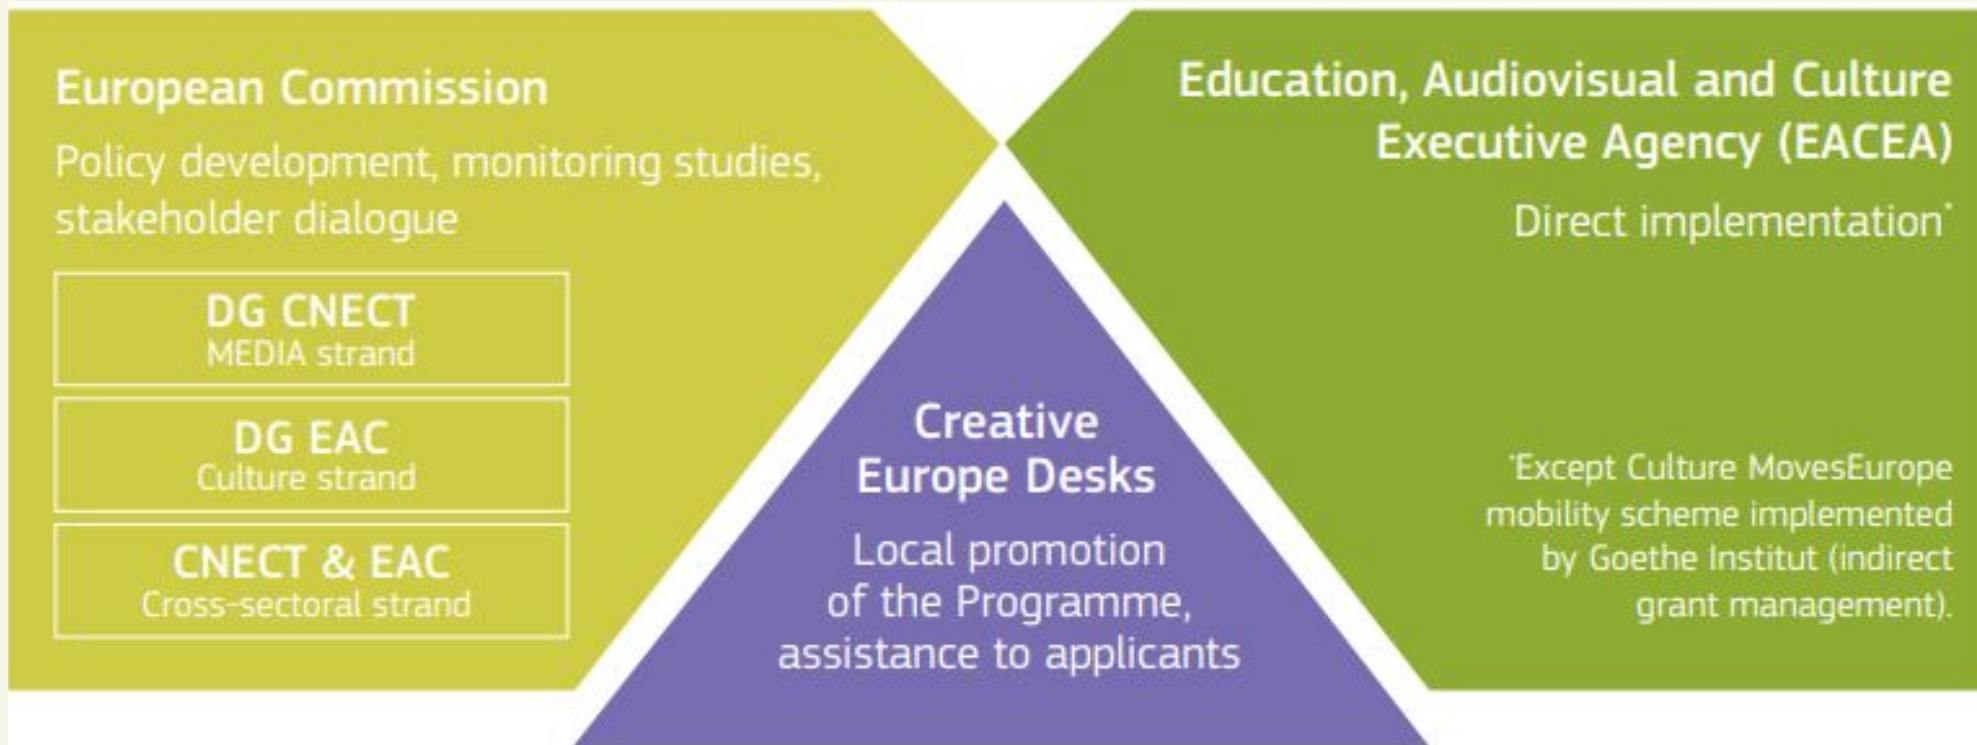 European Commission
Policy development, monitoring studies,
stakeholder dialogue
DG CNECT
MEDIA strand
DG EAC
Culture strand
CNECT & EAC
Cross-sectoral strand
Creative
Europe Desks
Local promotion
of the Programme,
assistance to applicants
Education, Audiovisual and Culture
Executive Agency (EACEA)
Direct implementation*
*Except Culture MovesEurope
mobility scheme implemented
by Goethe Institut (indirect
grant management).